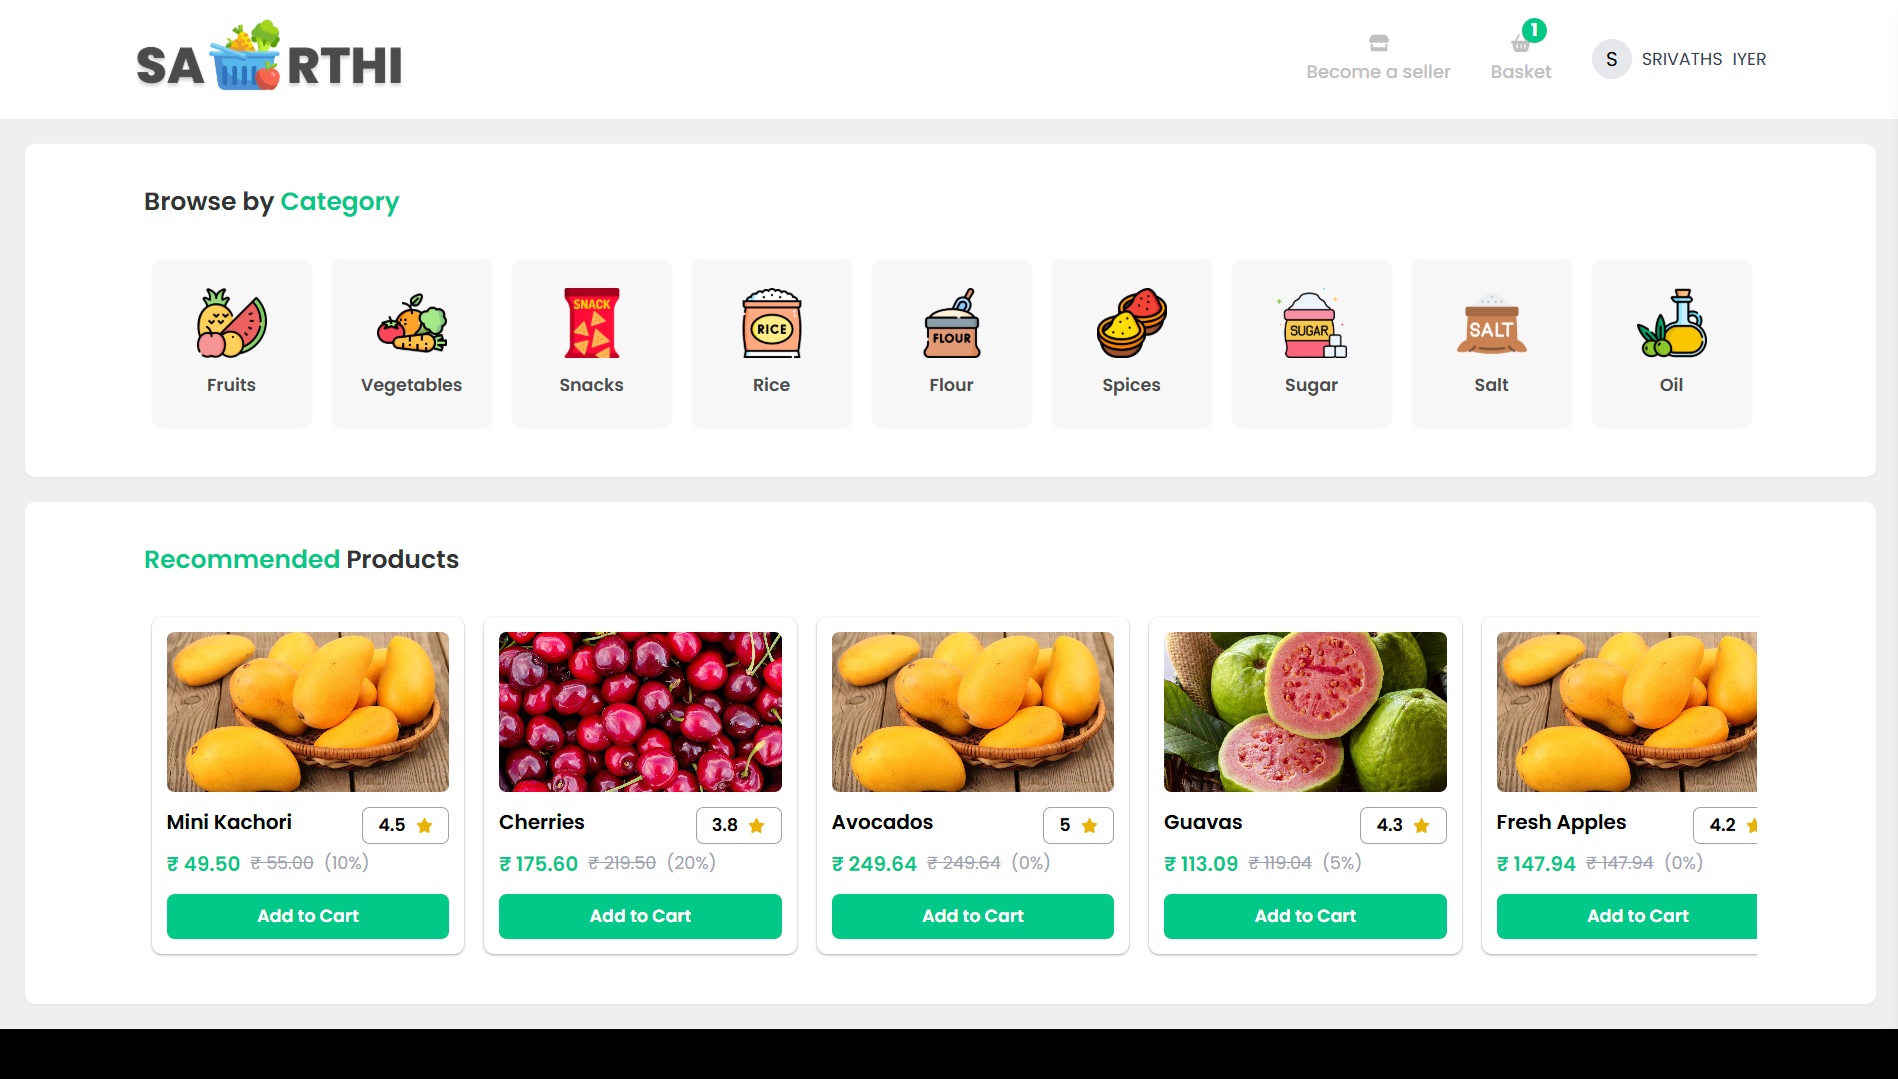 SA RTHI
Become a seller
1
Basket
S
SRIVATHS IYER
Browse by Category
SNACK
RICE
FLOUR
SUGAR
SALT
Fruits
Vegetables
Snacks
Rice
Flour
Spices
Sugar
Salt
Oil
Recommended Products
Mini Kachori
4.5
₹ 49.50 ₹ 55.00 (10%)
Add to Cart
Cherries
3.8
₹ 175.60 ₹ 219.50 (20%)
Add to Cart
Avocados
5
₹ 249.64 ₹ 249.64 (0%)
Add to Cart
Guavas
4.3
₹ 113.09 ₹ 119.04 (5%)
Add to Cart
Fresh Apples
4.2
₹ 147.94 ₹ 147.94 (0%)
Add to Cart